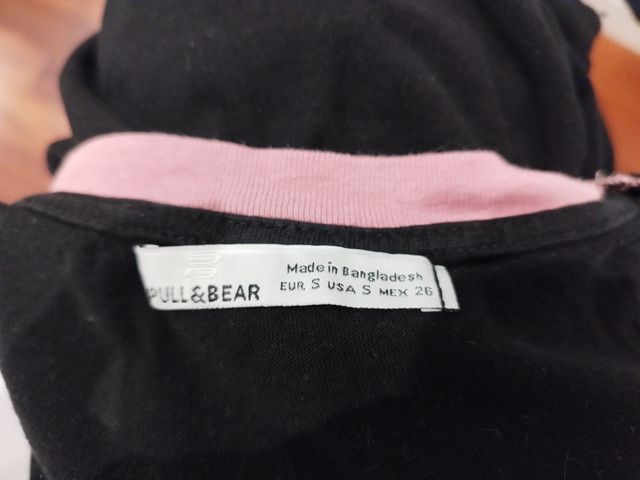 PULL&BEAR
Made in Bangladesh
EUR S USA S MEX 26